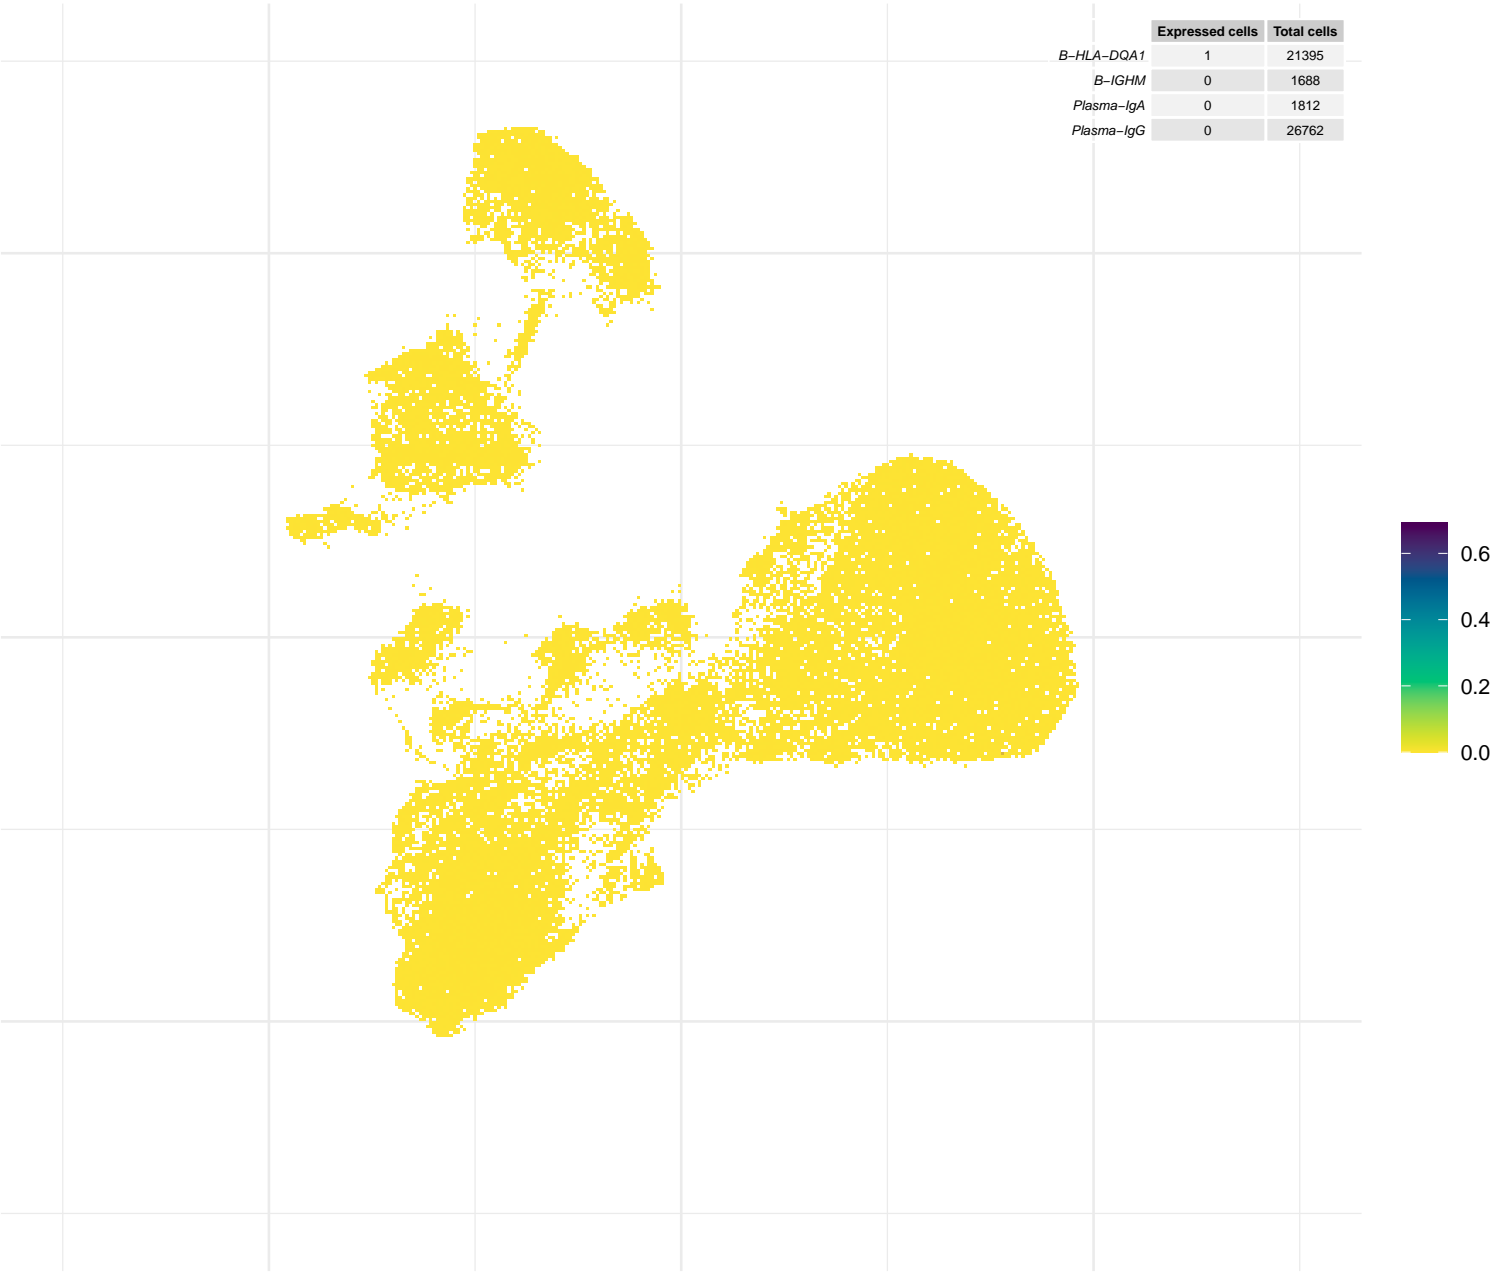 Expressed cells Total cells
B−HLA−DQA1 1 21395
B−IGHM 0 1688
Plasma−IgA 0 1812
Plasma−IgG 0 26762
0.6
0.4
0.2
0.0